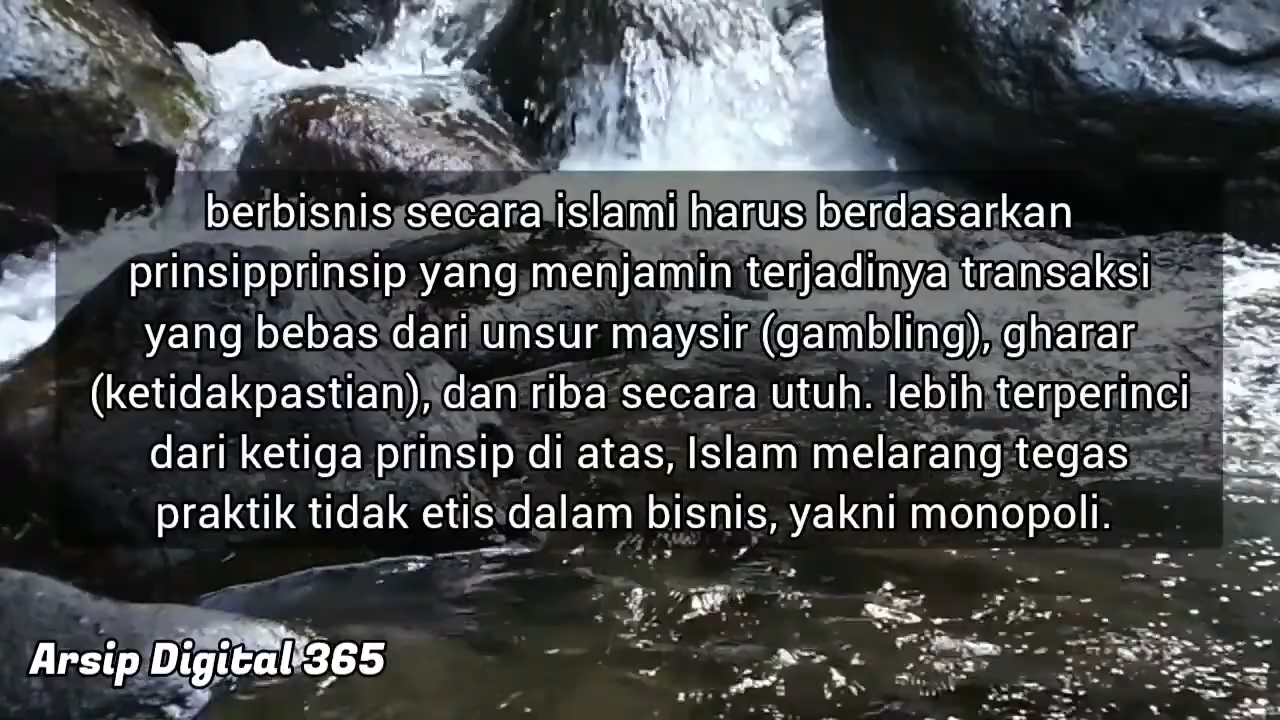 berbisnis secara islami harus berdasarkan
prinsipprinsip yang menjamin terjadinya transaksi
yang bebas dari unsur maysir (gambling), gharar
(ketidakpastian), dan riba secara utuh. lebih terperinci
dari ketiga prinsip di atas, Islam melarang tegas
praktik tidak etis dalam bisnis, yakni monopoli.
Arsip Digital 365